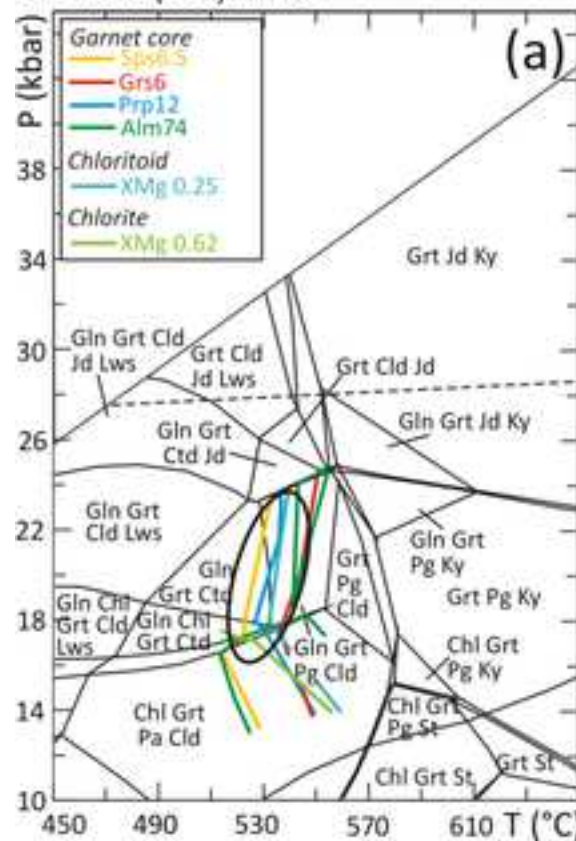 (a)
P (kbar)
Garnet core
Sps6.5
Grs6
Prp12
Alm74
Chloritoid
XMg 0.25
Chlorite
XMg 0.62
38
34
30
26
22
18
14
10
Grt Jd Ky
Gln Grt Cld
Jd Lws
Grt Cld
Jd Lws
Grt Cld Jd
Gln Grt
Ctd Jd
Gln Grt Jd Ky
Gln Grt
Cld Lws
Gln
Grt Ctd
Grt
Pg
Cld
Gln Grt
Pg Ky
Grt Pg Ky
Gln Chl
Grt Cld
Lws
Gln Chl
Grt Ctd
Gln Grt
Pg Cld
Chl Grt
Pg Ky
Chl Grt
Pa Cld
Chl Grt
Pg St
Grt St
Chl Grt St
450 490 530 570 610 T (°C)